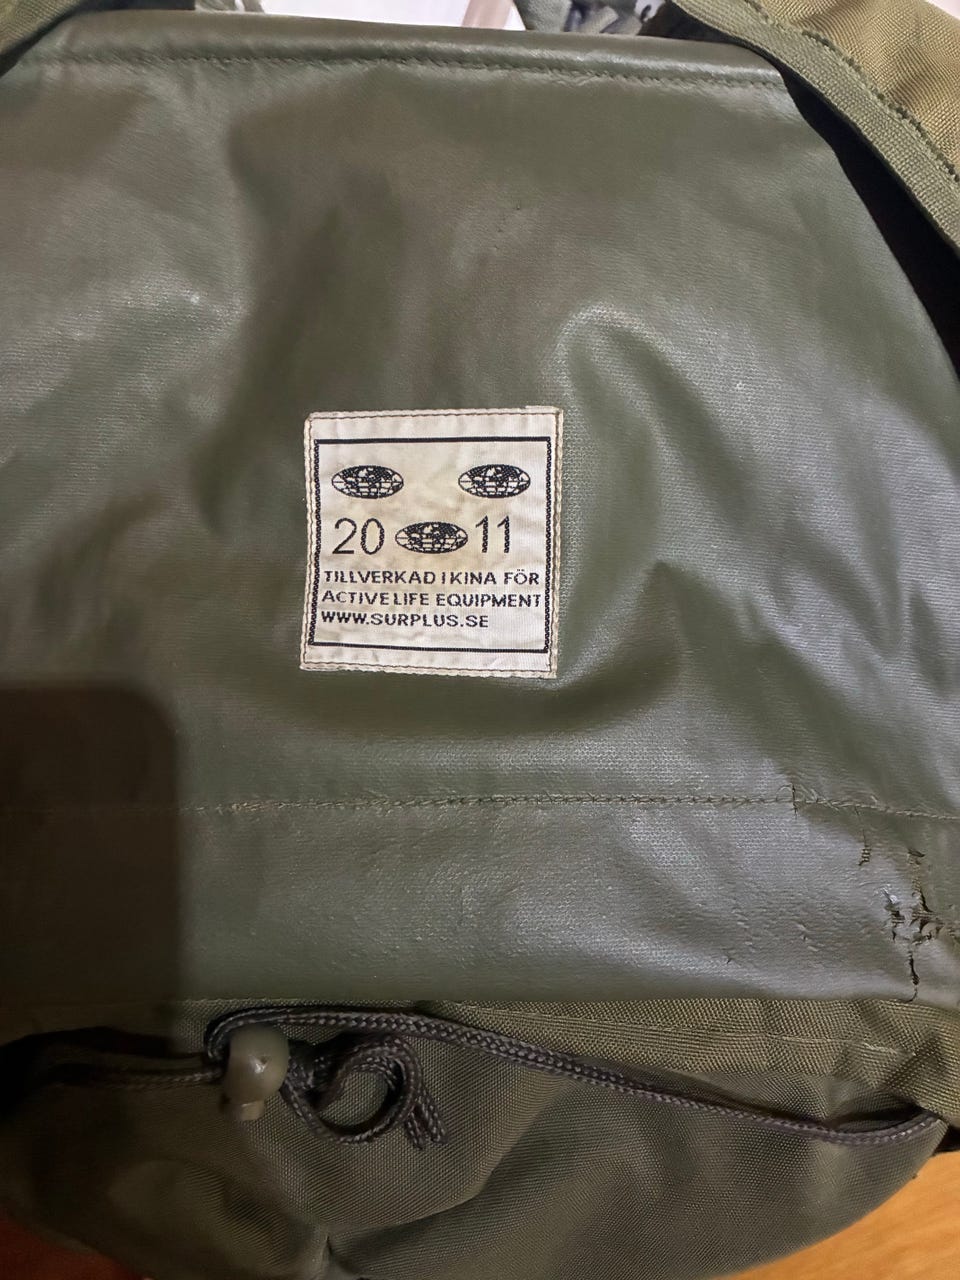 20 11
TILLVERKAD I KINA FÖR
ACTIVE LIFE EQUIPMENT
WWW.SURPLUS.SE